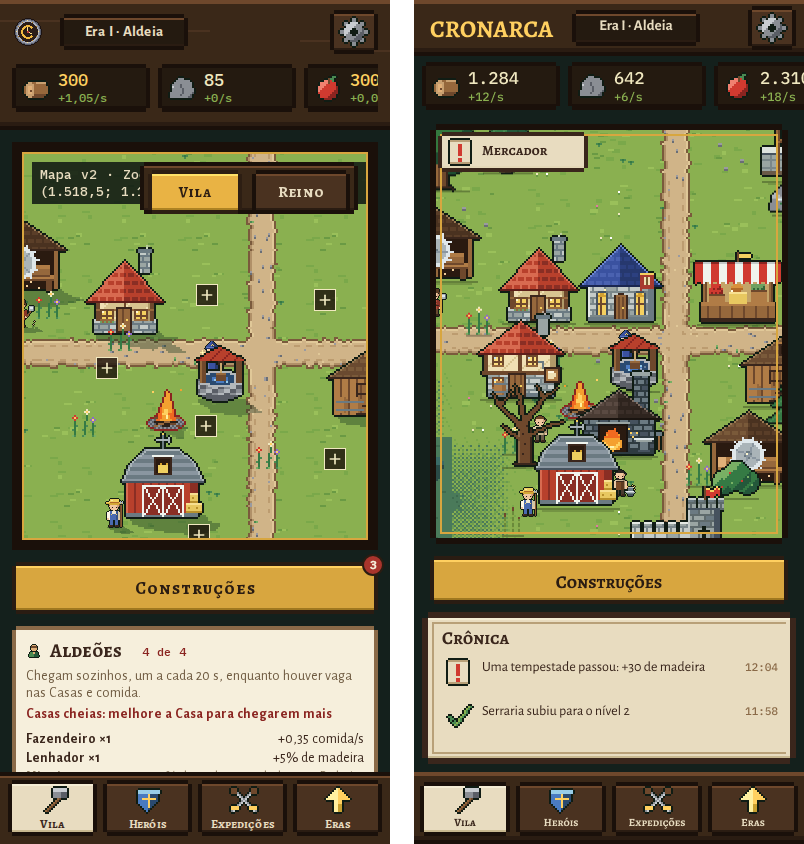 Era I · Aldeia
300
+1,05/s
85
+0/s
300
+0,0
Mapa v2 · Zo
(1.518,5; 1.1
Vila
Reino
Construções
3
Aldeões 4 de 4
Chegam sozinhos, um a cada 20 s, enquanto houver vaga
nas Casas e comida.
Casas cheias: melhore a Casa para chegarem mais
Fazendeiro ×1 +0,35 comida/s
Lenhador ×1 +5% de madeira
Vila
Heróis
Expedições
Eras
CRONARCA
Era I · Aldeia
1.284
+12/s
642
+6/s
2.310
+18/s
Mercador
Construções
Crônica
Uma tempestade passou: +30 de madeira 12:04
Serraria subiu para o nível 2 11:58
Vila
Heróis
Expedições
Eras